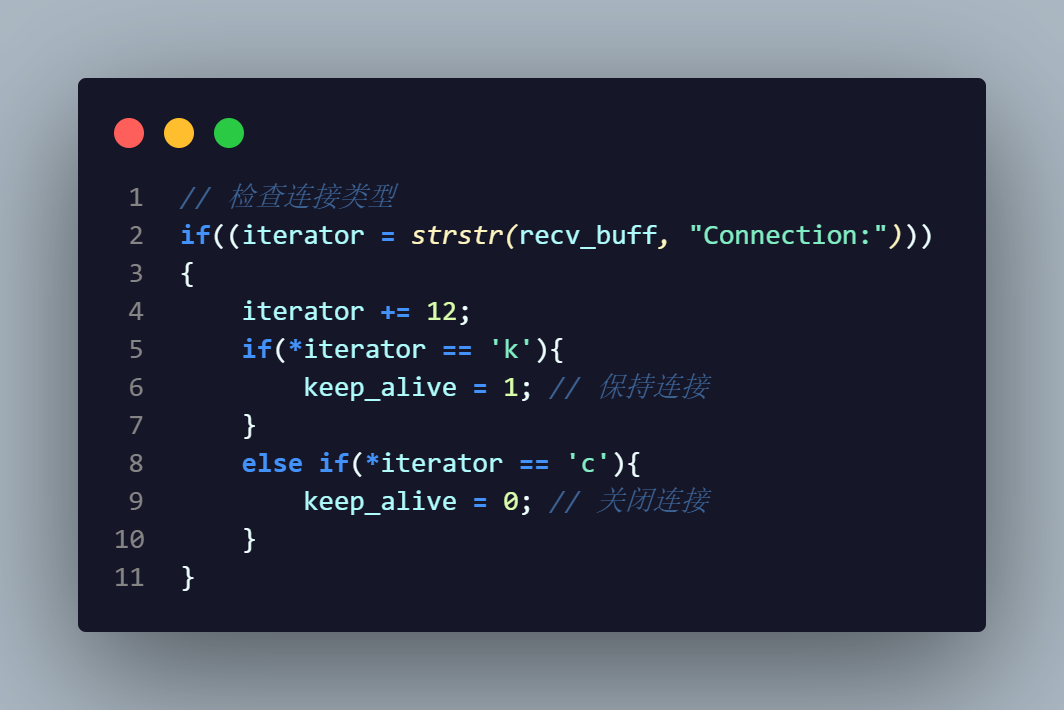 1 // 检查连接类型
2 if((iterator = strstr(recv_buff, "Connection:")))
3 {
4     iterator += 12;
5     if(*iterator == 'k'){
6         keep_alive = 1; // 保持连接
7     }
8     else if(*iterator == 'c'){
9         keep_alive = 0; // 关闭连接
10     }
11 }